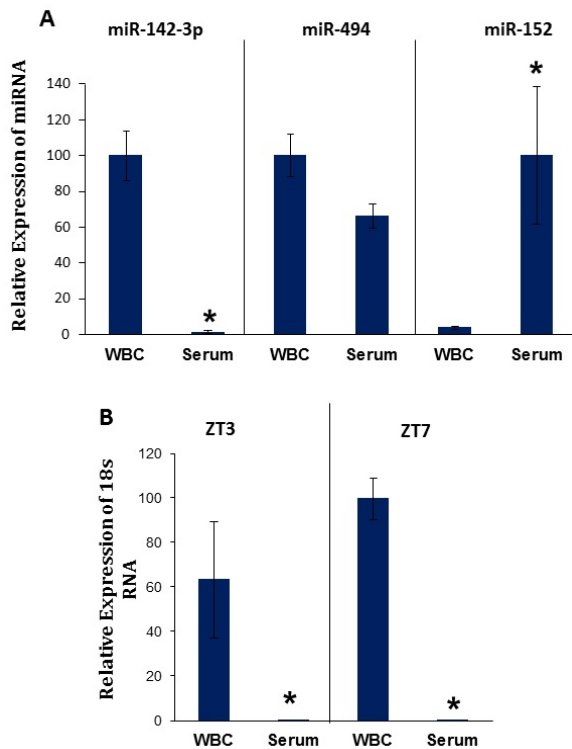 A
miR-142-3p miR-494 miR-152
Relative Expression of miRNA
140
120
100
80
60
40
20
0
*
*
WBC Serum WBC Serum WBC Serum
B
ZT3 ZT7
Relative Expression of 18s
RNA
120
100
80
60
40
20
0
* *
WBC Serum WBC Serum